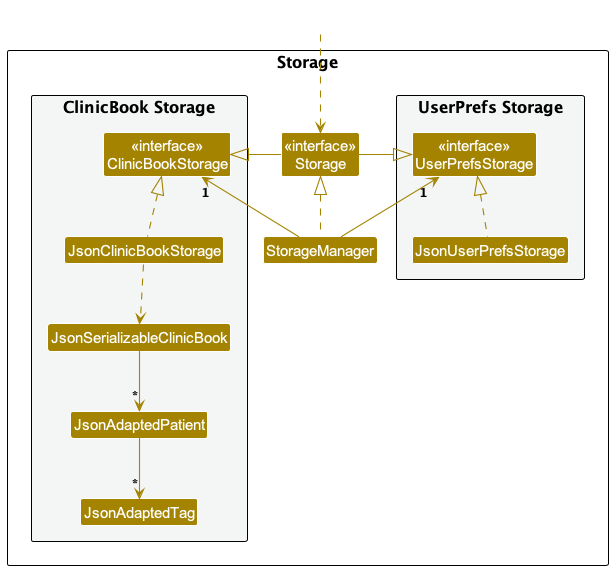 Storage
ClinicBook Storage
UserPrefs Storage
«interface»
ClinicBookStorage
«interface»
Storage
«interface»
UserPrefsStorage
1
1
JsonClinicBookStorage
StorageManager
JsonUserPrefsStorage
JsonSerializableClinicBook
*
JsonAdaptedPatient
*
JsonAdaptedTag